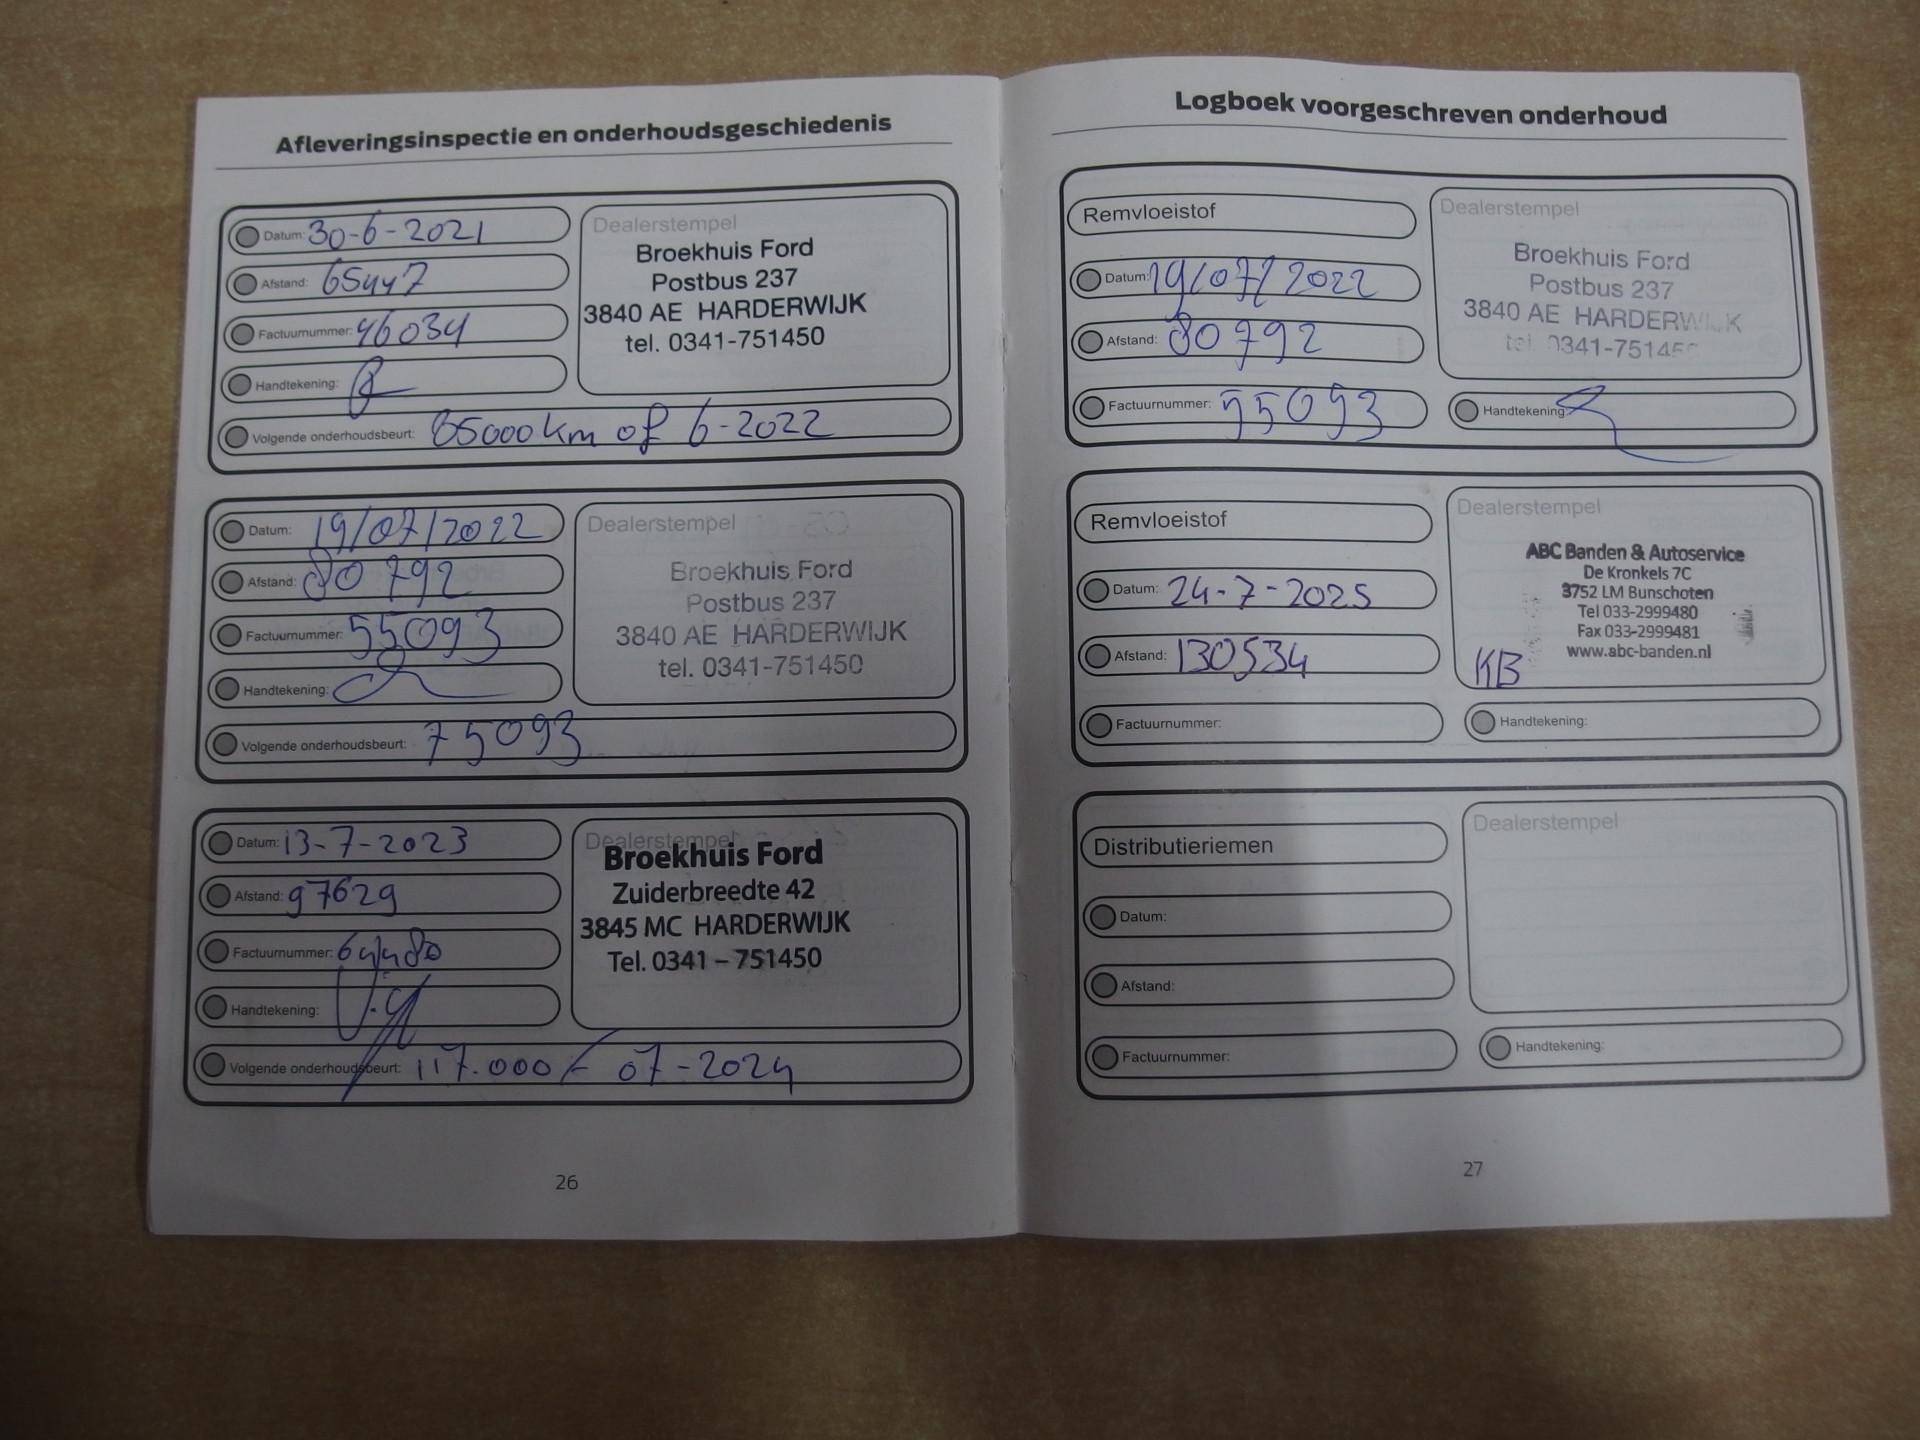 Afleveringsinspectie en onderhoudsgeschiedenis
Datum: 30-6-2021
Afstand: 65447
Factuurnummer: 46034
Handtekening:
Volgende onderhoudsbeurt: 85000 km of 6-2022
Dealerstempel
Broekhuis Ford
Postbus 237
3840 AE HARDERWIJK
tel. 0341-751450
Datum: 19/07/2022
Afstand: 80792
Factuurnummer: 55093
Handtekening:
Volgende onderhoudsbeurt: 75093
Dealerstempel
Broekhuis Ford
Postbus 237
3840 AE HARDERWIJK
tel. 0341-751450
Datum: 13-7-2023
Afstand: 97629
Factuurnummer:
Handtekening:
Volgende onderhoudsbeurt: 117.000 / 07-2024
Dealerstempel
Broekhuis Ford
Zuiderbreedte 42
3845 MC HARDERWIJK
Tel. 0341 – 751450
26
Logboek voorgeschreven onderhoud
Remvloeistof
Datum: 19/07/2022
Afstand: 80792
Factuurnummer: 55093
Dealerstempel
Broekhuis Ford
Postbus 237
3840 AE HARDERWIJK
tel. 0341-751450
Handtekening:
Remvloeistof
Datum: 24-7-2025
Afstand: 130534
Factuurnummer:
Dealerstempel
ABC Banden & Autoservice
De Kronkels 7C
3752 LM Bunschoten
Tel 033-2999480
Fax 033-2999481
www.abc-banden.nl
KB
Handtekening:
Distributieriemen
Datum:
Afstand:
Factuurnummer:
Dealerstempel
Handtekening:
27